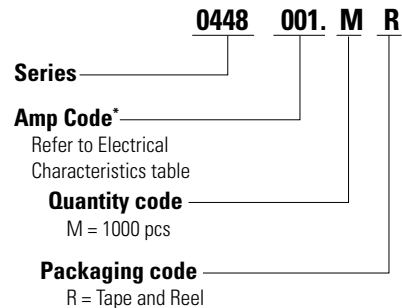 0448 001. M R
Series
Amp Code*
Refer to Electrical
Characteristics table
Quantity code
M = 1000 pcs
Packaging code
R = Tape and Reel